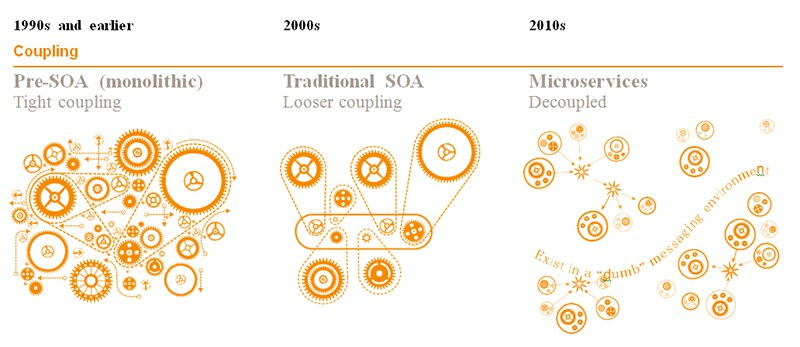 1990s and earlier
2000s
2010s
Coupling
Pre-SOA (monolithic)
Traditional SOA
Microservices
Tight coupling
Looser coupling
Decoupled
Exist in a "dumb" messaging environment